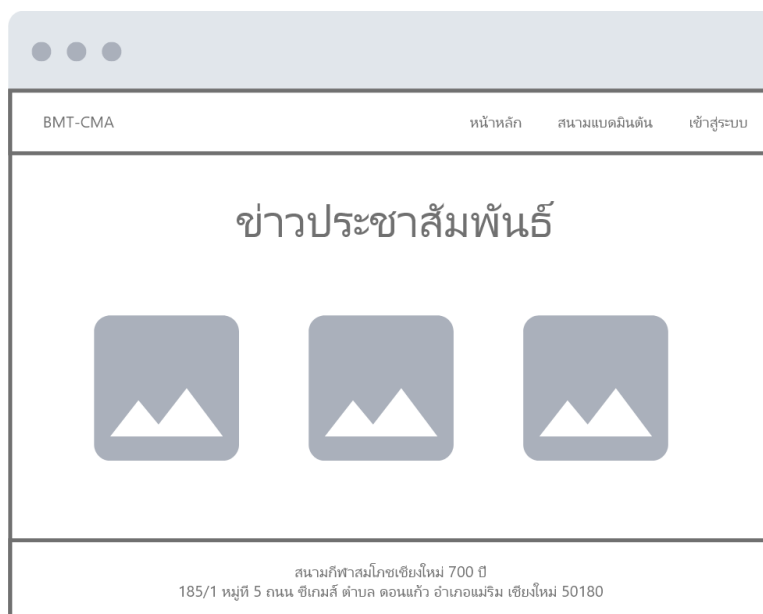 BMT-CMA หน้าหลัก สนามแบดมินตัน เข้าสู่ระบบ
ข่าวประชาสัมพันธ์
สนามกีฬาสมโภชเชียงใหม่ 700 ปี
185/1 หมู่ที่ 5 ถนน ซีเกมส์ ตำบล ดอนแก้ว อำเภอแม่ริม เชียงใหม่ 50180